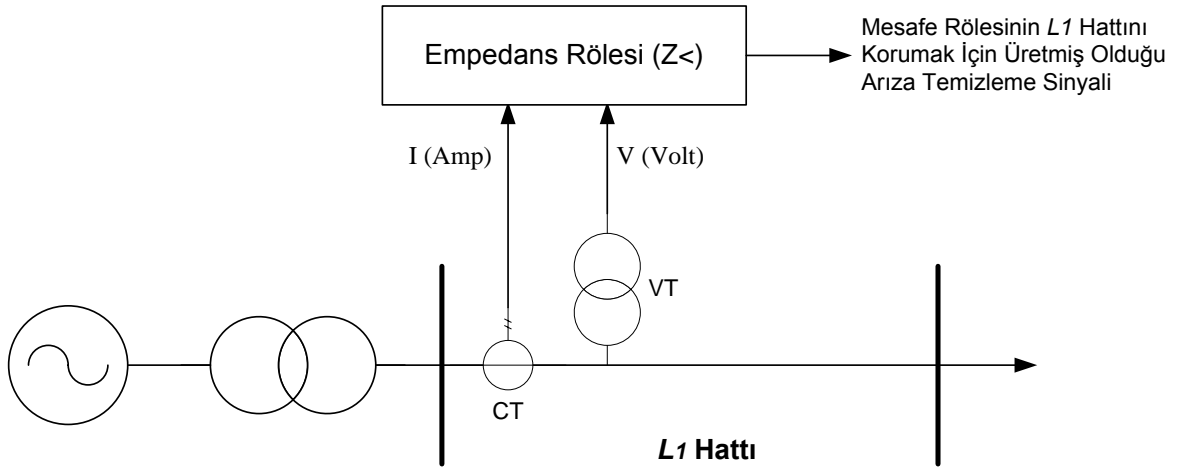 Empedans Rölesi (Z<)
Mesafe Rölesinin L1 Hattını
Korumak İçin Üretmiş Olduğu
Arıza Temizleme Sinyali
I (Amp)
V (Volt)
VT
CT
L1 Hattı